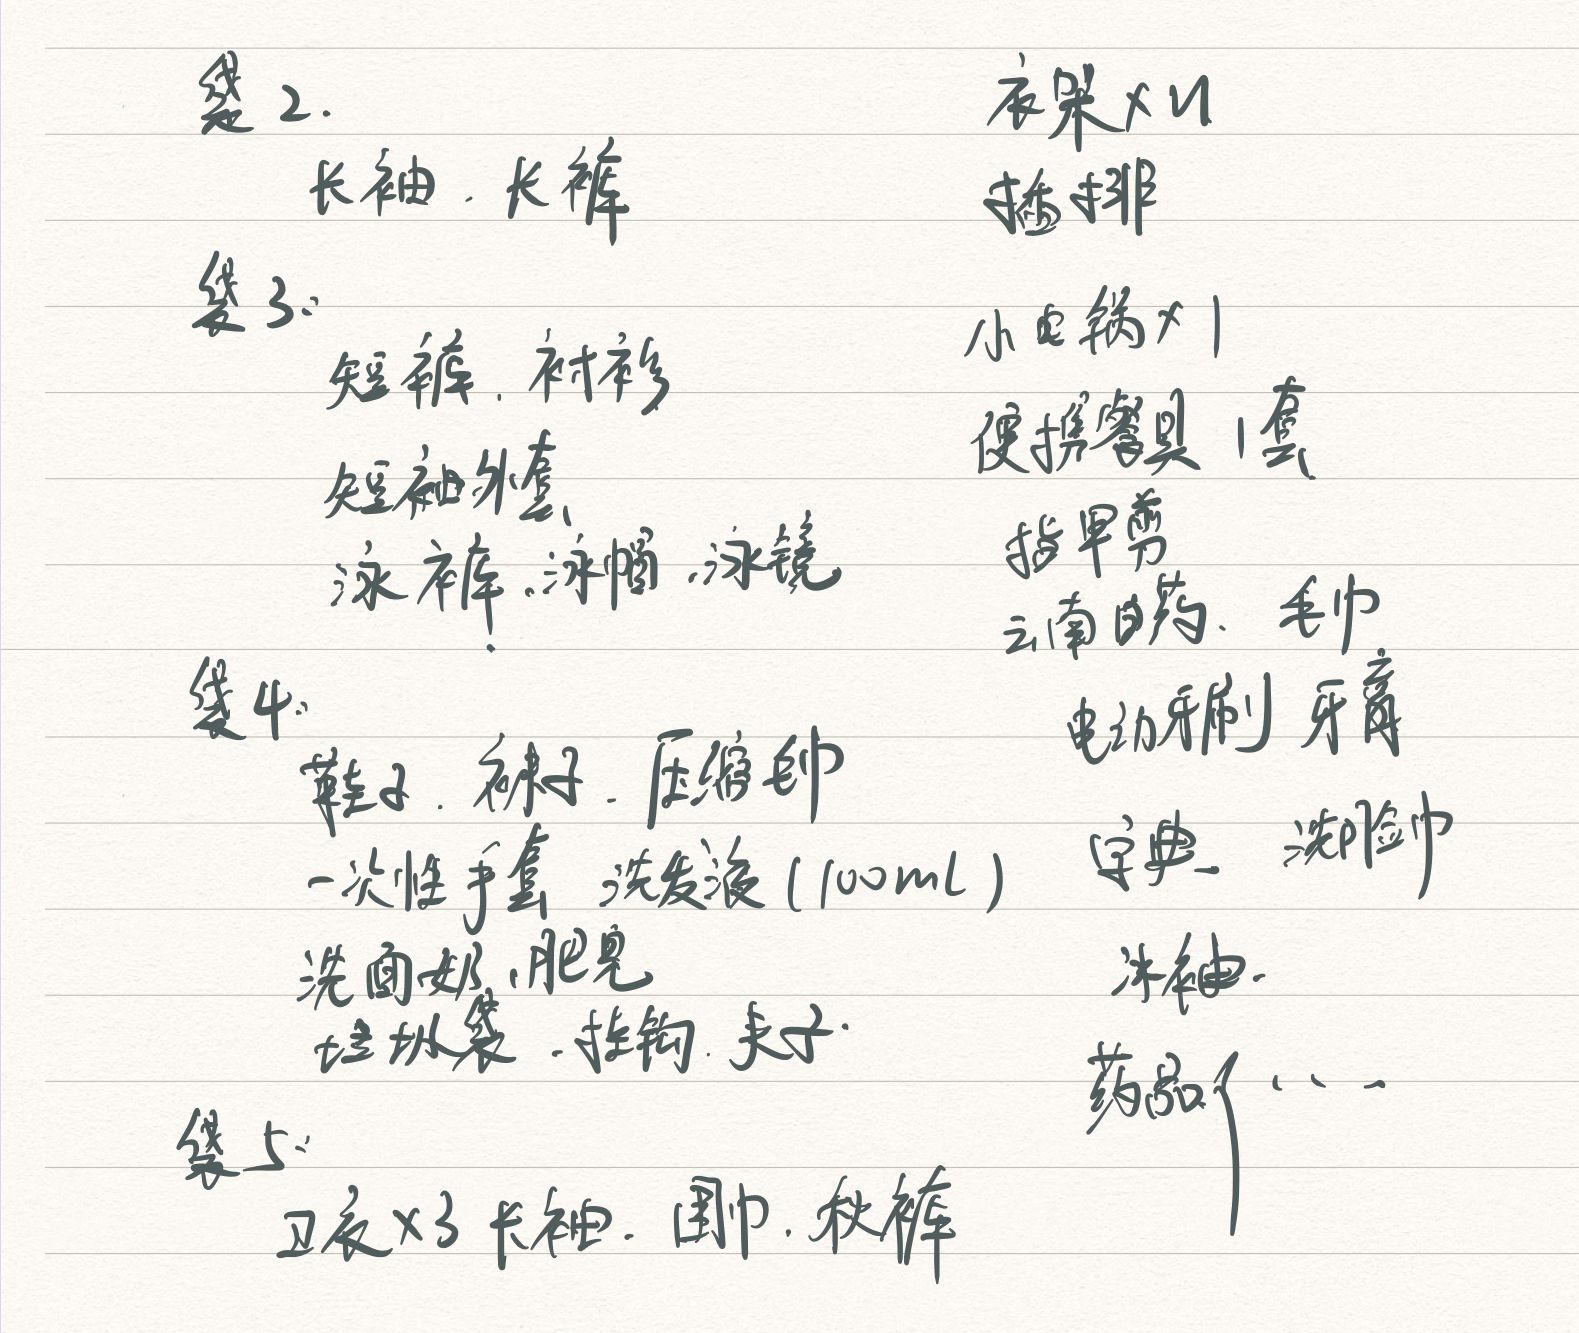 袋2.
长袖.长裤
袋3:
短裤.衬衫
短袖外套
泳裤.泳帽.泳镜
袋4:
鞋子.袜子.压缩毛巾
一次性手套 洗发液(100mL)
洗面奶.肥皂
垃圾袋.挂钩.夹子.
袋5:
卫衣×3 长袖.围巾.秋裤
衣架×4
插排
小电锅×1
便携餐具1套
指甲剪
云南白药.毛巾
电动牙刷 牙膏
字典 洗脸巾
冰袖.
药品{……